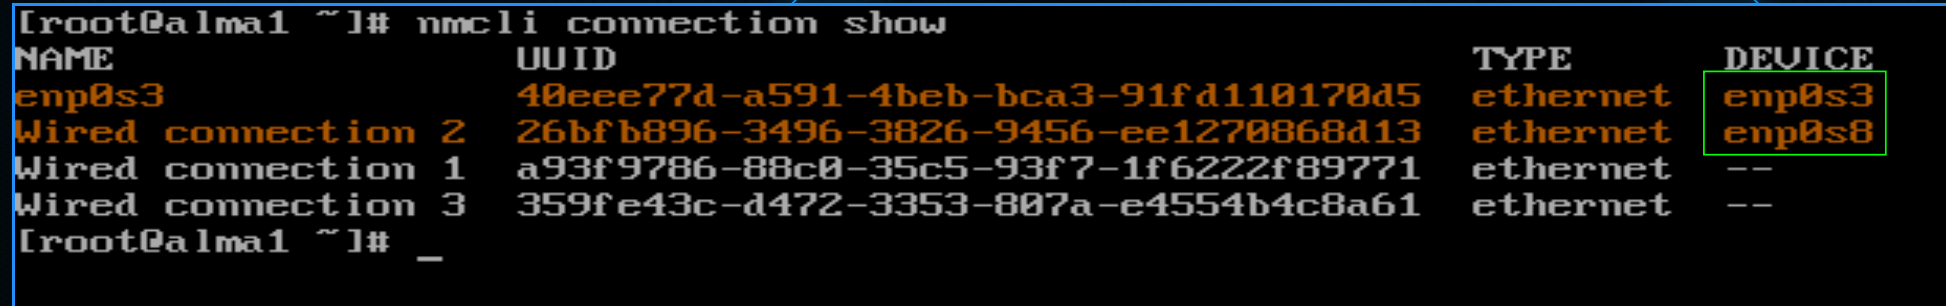 [root@alma1 ~]# nmcli connection show
NAME UUID TYPE DEVICE
enp0s3 40eee77d-a591-4beb-bca3-91fd110170d5 ethernet enp0s3
Wired connection 2 26bfb896-3496-3826-9456-ee1270868d13 ethernet enp0s8
Wired connection 1 a93f9786-88c0-35c5-93f7-1f6222f89771 ethernet --
Wired connection 3 359fe43c-d472-3353-807a-e4554b4c8a61 ethernet --
[root@alma1 ~]# _